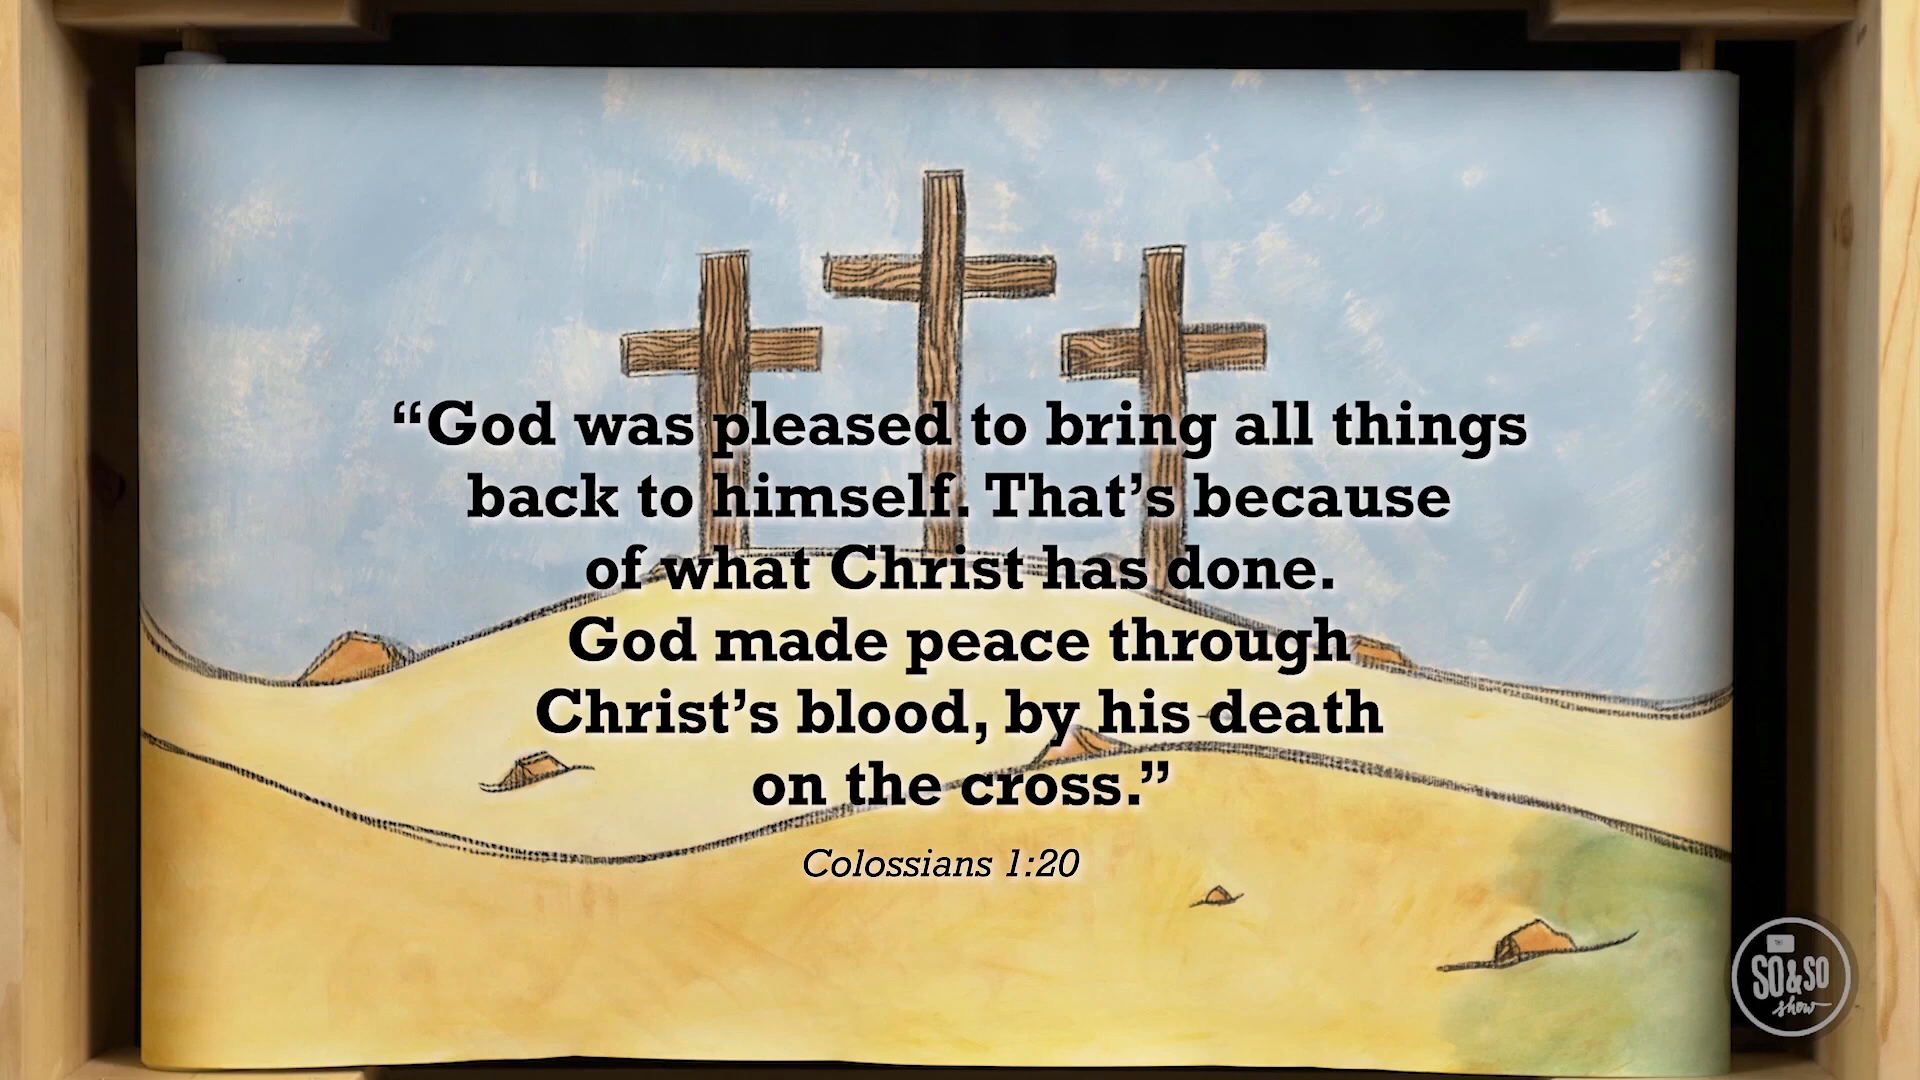 “God was pleased to bring all things
back to himself. That’s because
of what Christ has done.
God made peace through
Christ’s blood, by his death
on the cross.”
Colossians 1:20
SO&SO
show